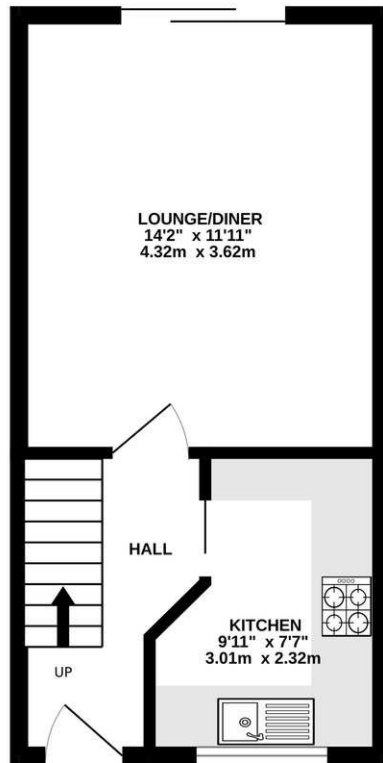 LOUNGE/DINER
14'2" x 11'11"
4.32m x 3.62m
HALL
KITCHEN
9'11" x 7'7"
3.01m x 2.32m
UP